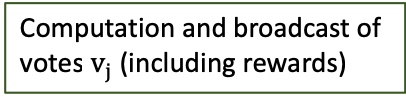 Computation and broadcast of
votes vⱼ (including rewards)